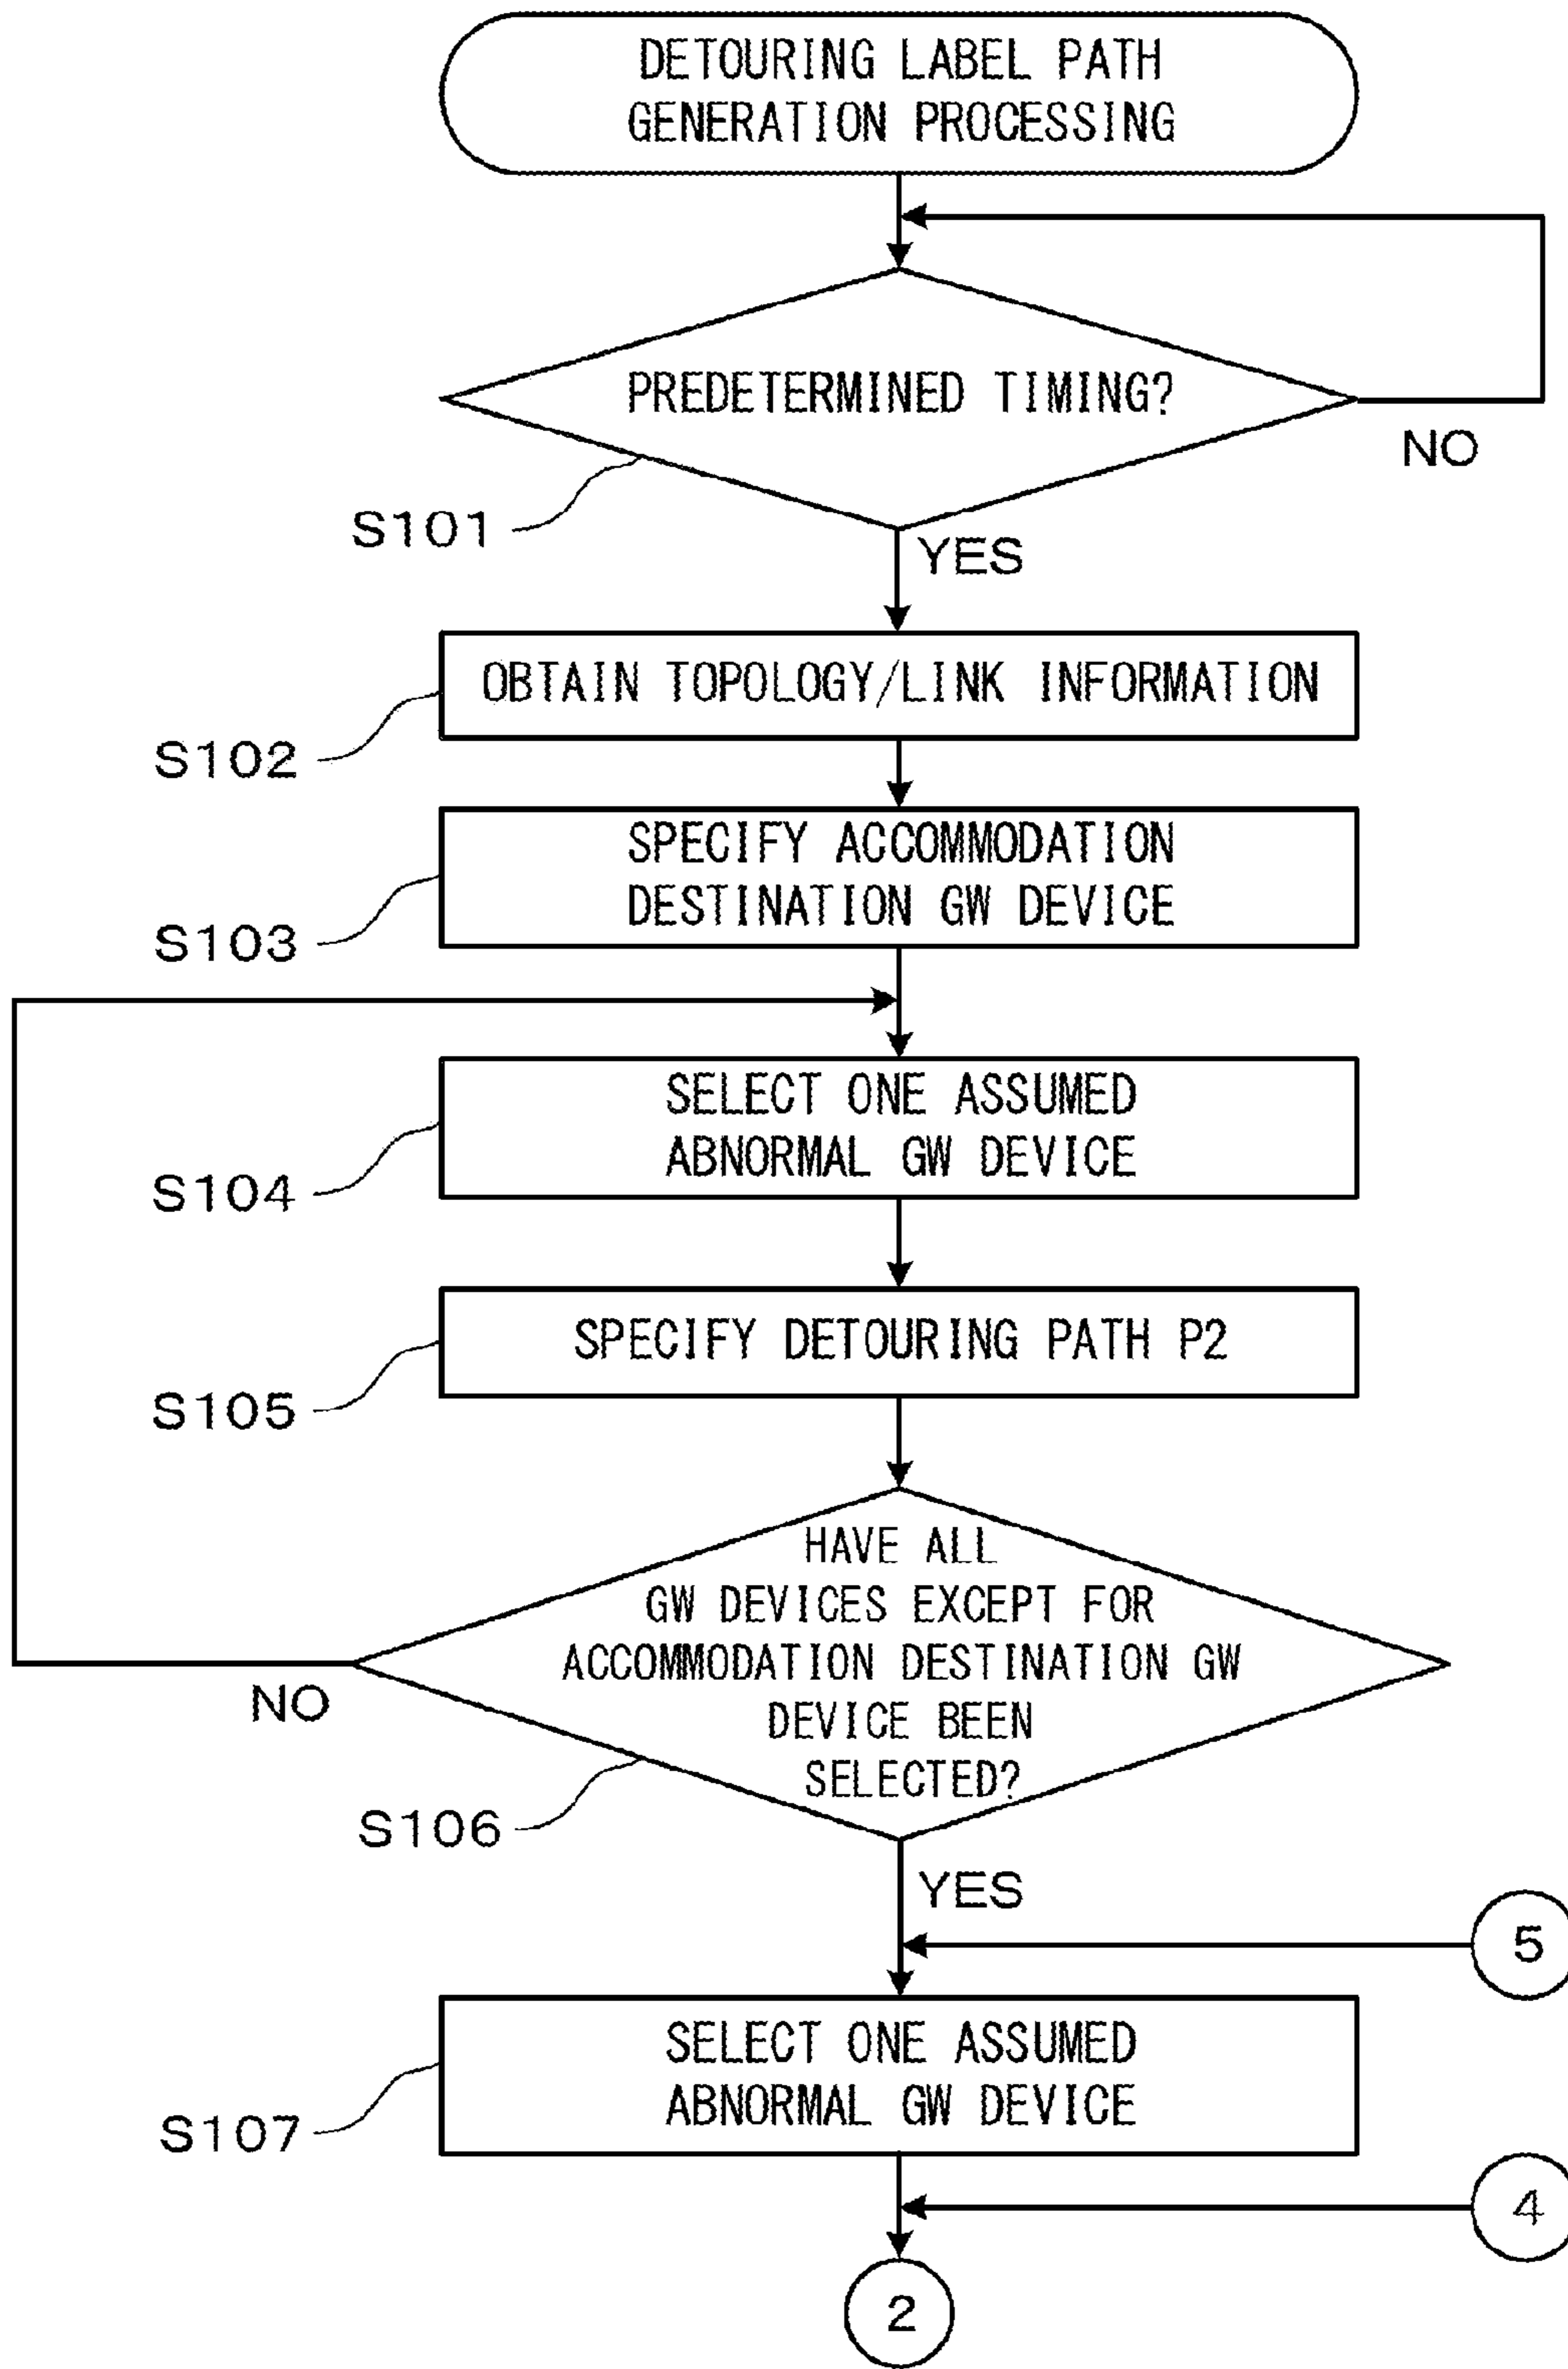 DETOURING LABEL PATH
GENERATION PROCESSING
PREDETERMINED TIMING?
NO
S101
YES
OBTAIN TOPOLOGY/LINK INFORMATION
S102
SPECIFY ACCOMMODATION
DESTINATION GW DEVICE
S103
SELECT ONE ASSUMED
ABNORMAL GW DEVICE
S104
SPECIFY DETOURING PATH P2
S105
HAVE ALL
GW DEVICES EXCEPT FOR
ACCOMMODATION DESTINATION GW
DEVICE BEEN
SELECTED?
NO
S106
YES
5
SELECT ONE ASSUMED
ABNORMAL GW DEVICE
S107
4
2